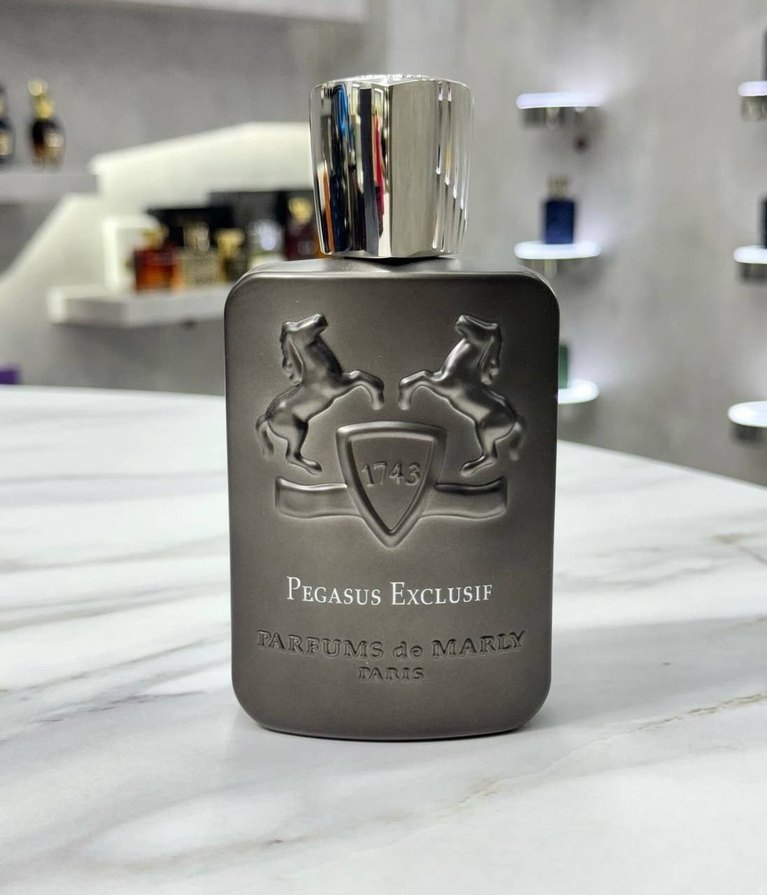 1743
PEGASUS EXCLUSIF
PARFUMS de MARLY
PARIS